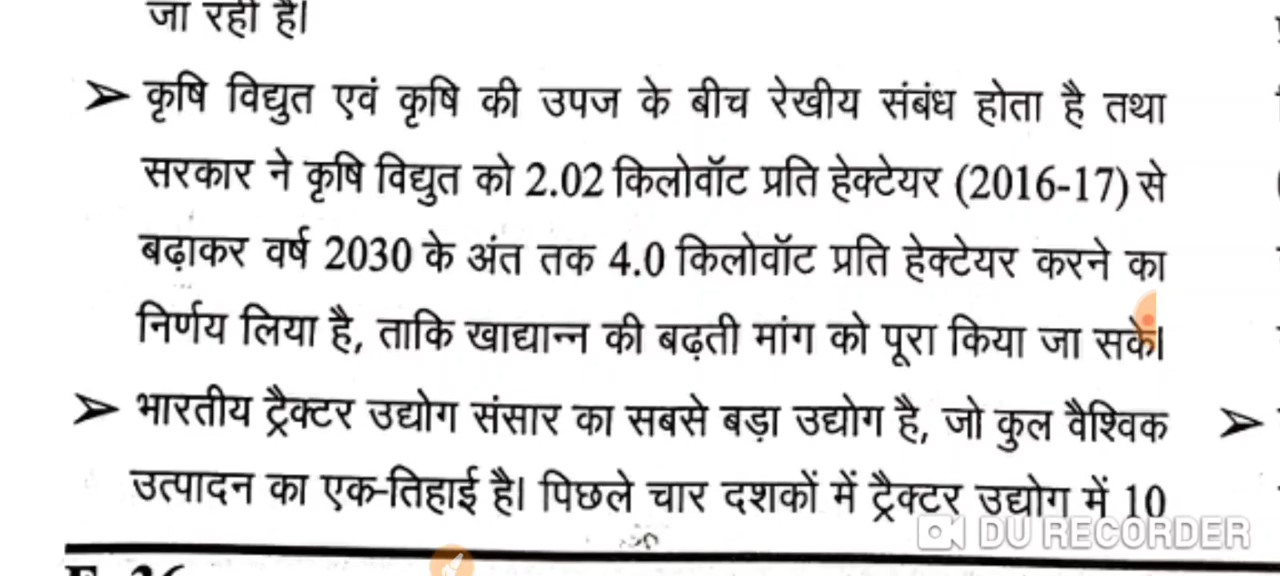 जा रही है।
➢ कृषि विद्युत एवं कृषि की उपज के बीच रेखीय संबंध होता है तथा
सरकार ने कृषि विद्युत को 2.02 किलोवॉट प्रति हेक्टेयर (2016-17) से
बढ़ाकर वर्ष 2030 के अंत तक 4.0 किलोवॉट प्रति हेक्टेयर करने का
निर्णय लिया है, ताकि खाद्यान्न की बढ़ती मांग को पूरा किया जा सके।
➢ भारतीय ट्रैक्टर उद्योग संसार का सबसे बड़ा उद्योग है, जो कुल वैश्विक
उत्पादन का एक-तिहाई है। पिछले चार दशकों में ट्रैक्टर उद्योग में 10
DU RECORDER